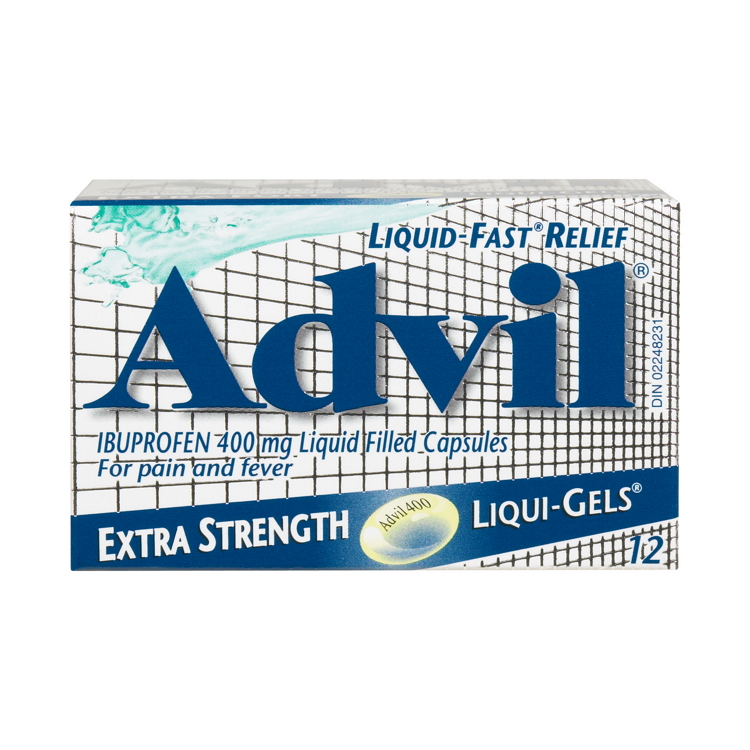 LIQUID-FAST® RELIEF
Advil®
DIN 02248231
IBUPROFEN 400 mg Liquid Filled Capsules
For pain and fever
EXTRA STRENGTH
Advil 400
LIQUI-GELS®
12